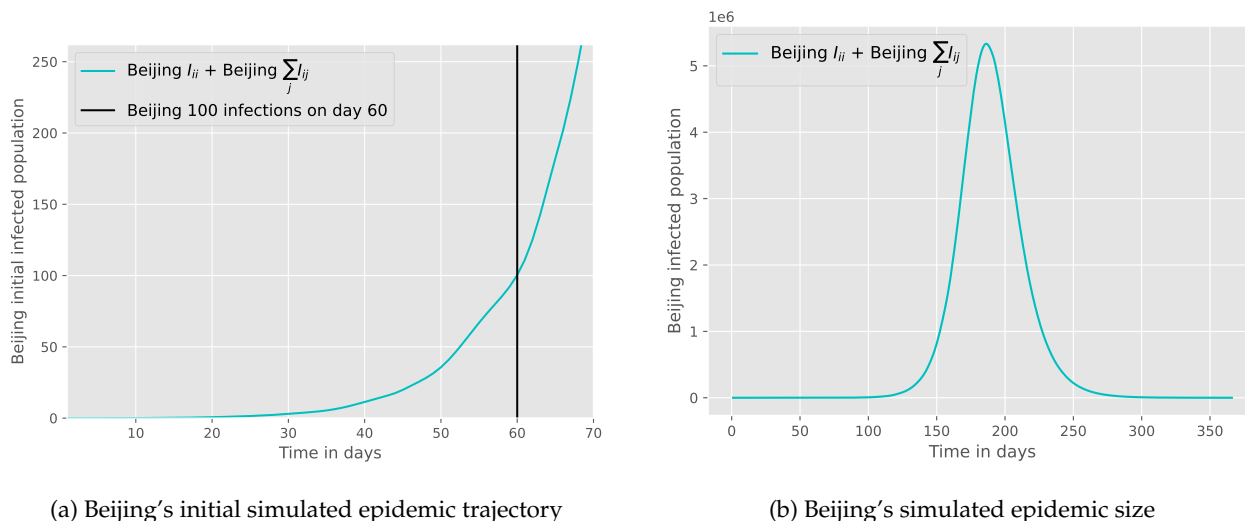 Beijing I_ii + Beijing ∑_j I_ij
Beijing 100 infections on day 60
Beijing initial infected population
250
200
150
100
50
0
10 20 30 40 50 60 70
Time in days
(a) Beijing's initial simulated epidemic trajectory
1e6
Beijing I_ii + Beijing ∑_j I_ij
Beijing infected population
5
4
3
2
1
0
0 50 100 150 200 250 300 350
Time in days
(b) Beijing's simulated epidemic size